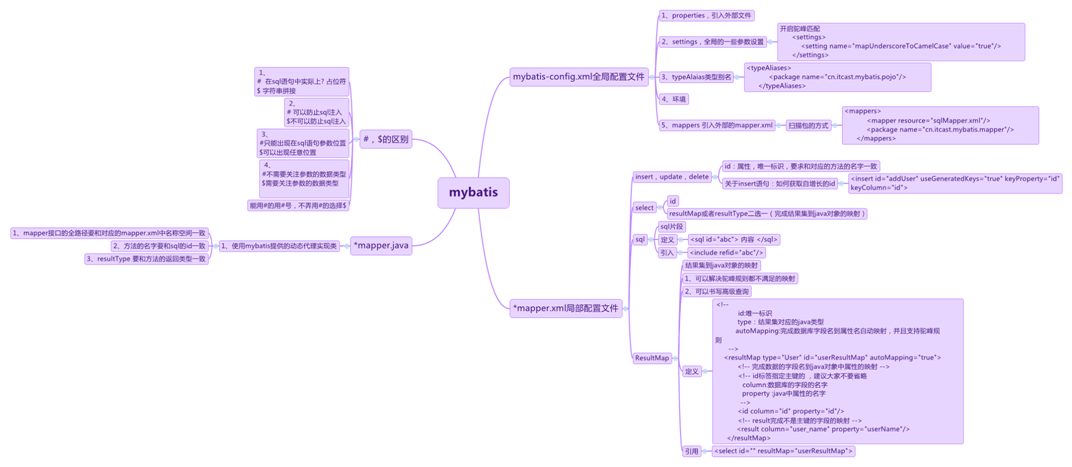 mybatis
mybatis-config.xml全局配置文件
1、properties，引入外部文件
2、settings，全局的一些参数设置
开启驼峰匹配
<settings>
<setting name="mapUnderscoreToCamelCase" value="true"/>
</settings>
3、typeAlaias类型别名
<typeAliases>
<package name="cn.itcast.mybatis.pojo"/>
</typeAliases>
4、环境
5、mappers 引入外部的mapper.xml
扫描包的方式
<mappers>
<mapper resource="sqlMapper.xml"/>
<package name="cn.itcast.mybatis.mapper"/>
</mappers>
*mapper.xml局部配置文件
insert，update，delete
id：属性，唯一标识，要求和对应的方法的名字一致
关于insert语句：如何获取自增长的id
<insert id="addUser" useGeneratedKeys="true" keyProperty="id"
keyColumn="id">
select
id
resultMap或者resultType二选一（完成结果集到java对象的映射）
sql
sql片段
定义
<sql id="abc"> 内容 </sql>
引入
<include refid="abc"/>
ResultMap
结果集到java对象的映射
1、可以解决驼峰规则都不满足的映射
2、可以书写高级查询
定义
<!--
id:唯一标识
type：结果集对应的java类型
autoMapping:完成数据库字段名到属性名自动映射，并且支持驼峰规
则
-->
<resultMap type="User" id="userResultMap" autoMapping="true">
<!-- 完成数据的字段名到java对象中属性的映射 -->
<!-- id标签指定主键的 ，建议大家不要省略
column:数据库的字段的名字
property :java中属性的名字
-->
<id column="id" property="id"/>
<!-- result完成不是主键的字段的映射 -->
<result column="user_name" property="userName"/>
</resultMap>
引用
<select id="" resultMap="userResultMap">
#，$的区别
1、
# 在sql语句中实际上? 占位符
$ 字符串拼接
2、
# 可以防止sql注入
$不可以防止sql注入
3、
#只能出现在sql语句参数位置
$可以出现任意位置
4、
#不需要关注参数的数据类型
$需要关注参数的数据类型
能用#的用#号，不弄用#的选择$
*mapper.java
1、使用mybatis提供的动态代理实现类
1、mapper接口的全路径要和对应的mapper.xml中名称空间一致
2、方法的名字要和sql的id一致
3、resultType 要和方法的返回类型一致